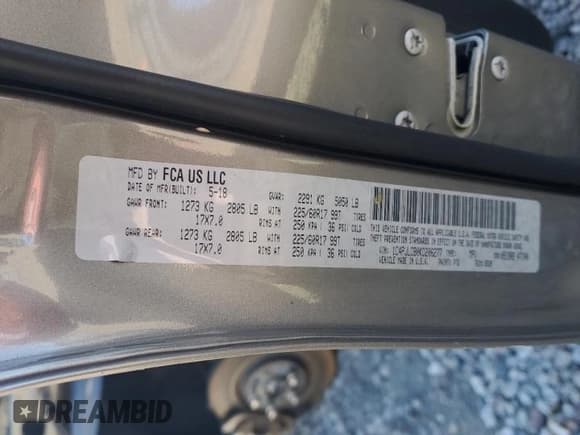 MFD BY FCA US LLC
DATE OF MFR(BUILT): 5-18 GVWR: 2291 KG 5050 LB
GAWR FRONT: 1273 KG 2805 LB WITH 225/60R17 99T TIRES
17X7.0 RIMS AT 250 KPA / 36 PSI COLD
GAWR REAR: 1273 KG 2805 LB WITH 225/60R17 99T TIRES
17X7.0 RIMS AT 250 KPA / 36 PSI COLD
THIS VEHICLE CONFORMS TO ALL APPLICABLE U.S.A. FEDERAL MOTOR VEHICLE SAFETY AND
THEFT PREVENTION STANDARDS IN EFFECT ON THE DATE OF MANUFACTURE SHOWN ABOVE.
VIN: TYPE: MPV
VEHICLE MADE IN U.S.A. PAINT:
DREAMBID